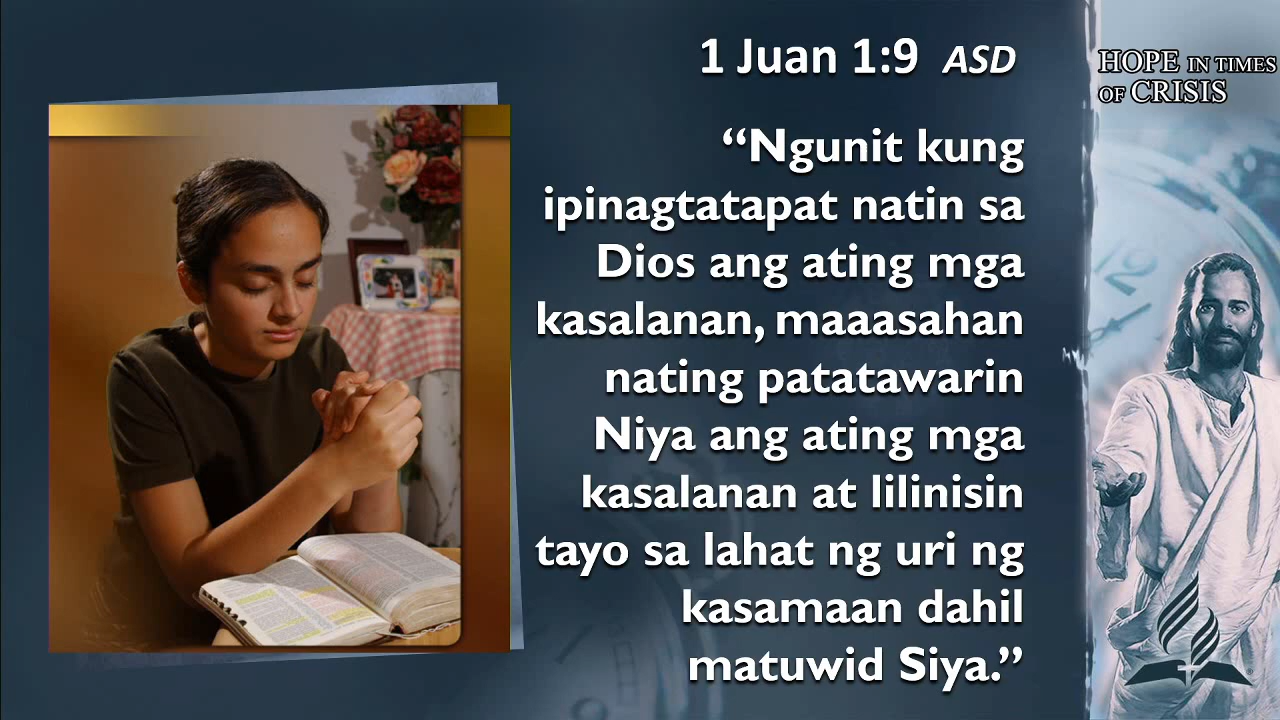 1 Juan 1:9 ASD
HOPE IN TIMES
OF CRISIS
“Ngunit kung
ipinagtatapat natin sa
Dios ang ating mga
kasalanan, maaasahan
nating patatawarin
Niya ang ating mga
kasalanan at lilinisin
tayo sa lahat ng uri ng
kasamaan dahil
matuwid Siya.”